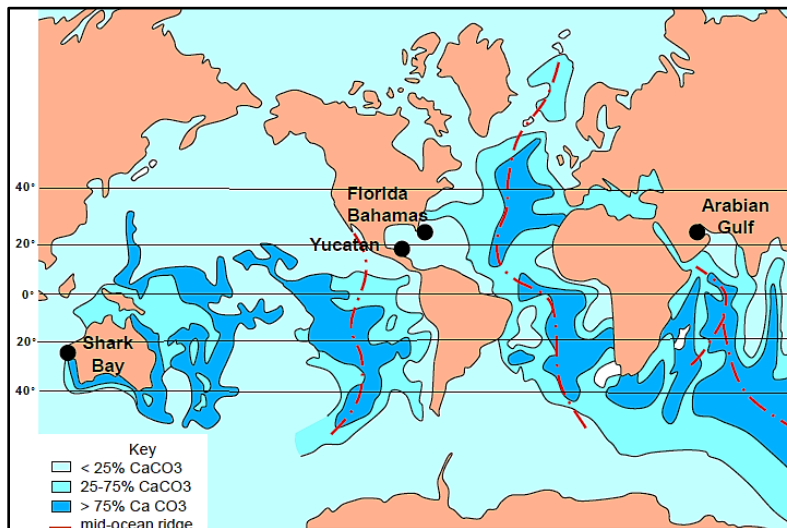 40°
20°
0°
20°
40°
Florida
Bahamas
Yucatan
Arabian
Gulf
Shark
Bay
Key
< 25% CaCO3
25-75% CaCO3
> 75% Ca CO3
mid-ocean ridge